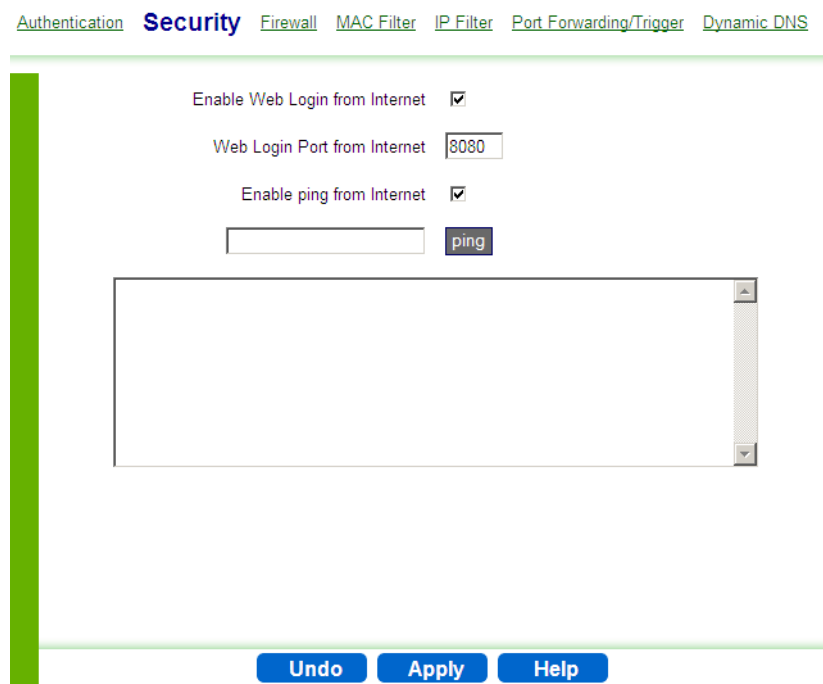 Authentication Security Firewall MAC Filter IP Filter Port Forwarding/Trigger Dynamic DNS
Enable Web Login from Internet
Web Login Port from Internet 8080
Enable ping from Internet
ping
Undo Apply Help